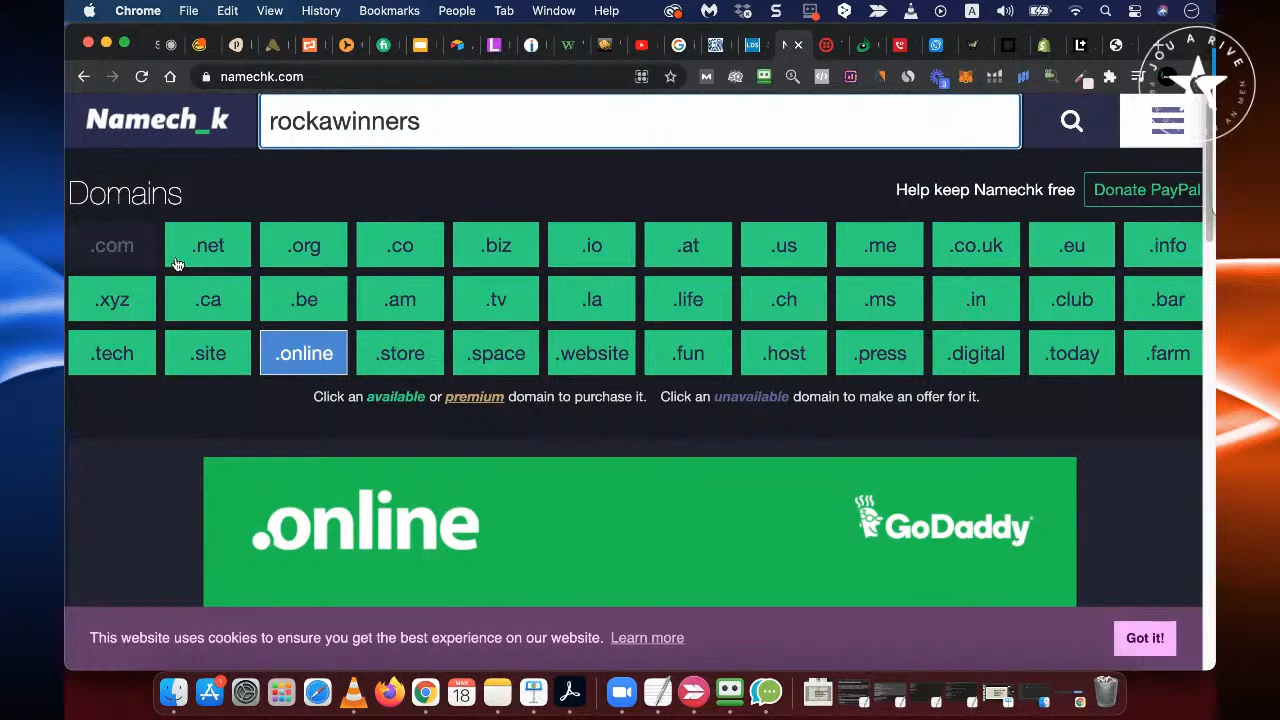 Chrome File Edit View History Bookmarks People Tab Window Help
namechk.com
Namech_k
rockawinners
YOU ARRIVE
Domains
Help keep Namechk free
Donate PayPal
.com .net .org .co .biz .io .at .us .me .co.uk .eu .info
.xyz .ca .be .am .tv .la .life .ch .ms .in .club .bar
.tech .site .online .store .space .website .fun .host .press .digital .today .farm
Click an available or premium domain to purchase it. Click an unavailable domain to make an offer for it.
.online
GoDaddy
This website uses cookies to ensure you get the best experience on our website. Learn more
Got it!
MAR
18